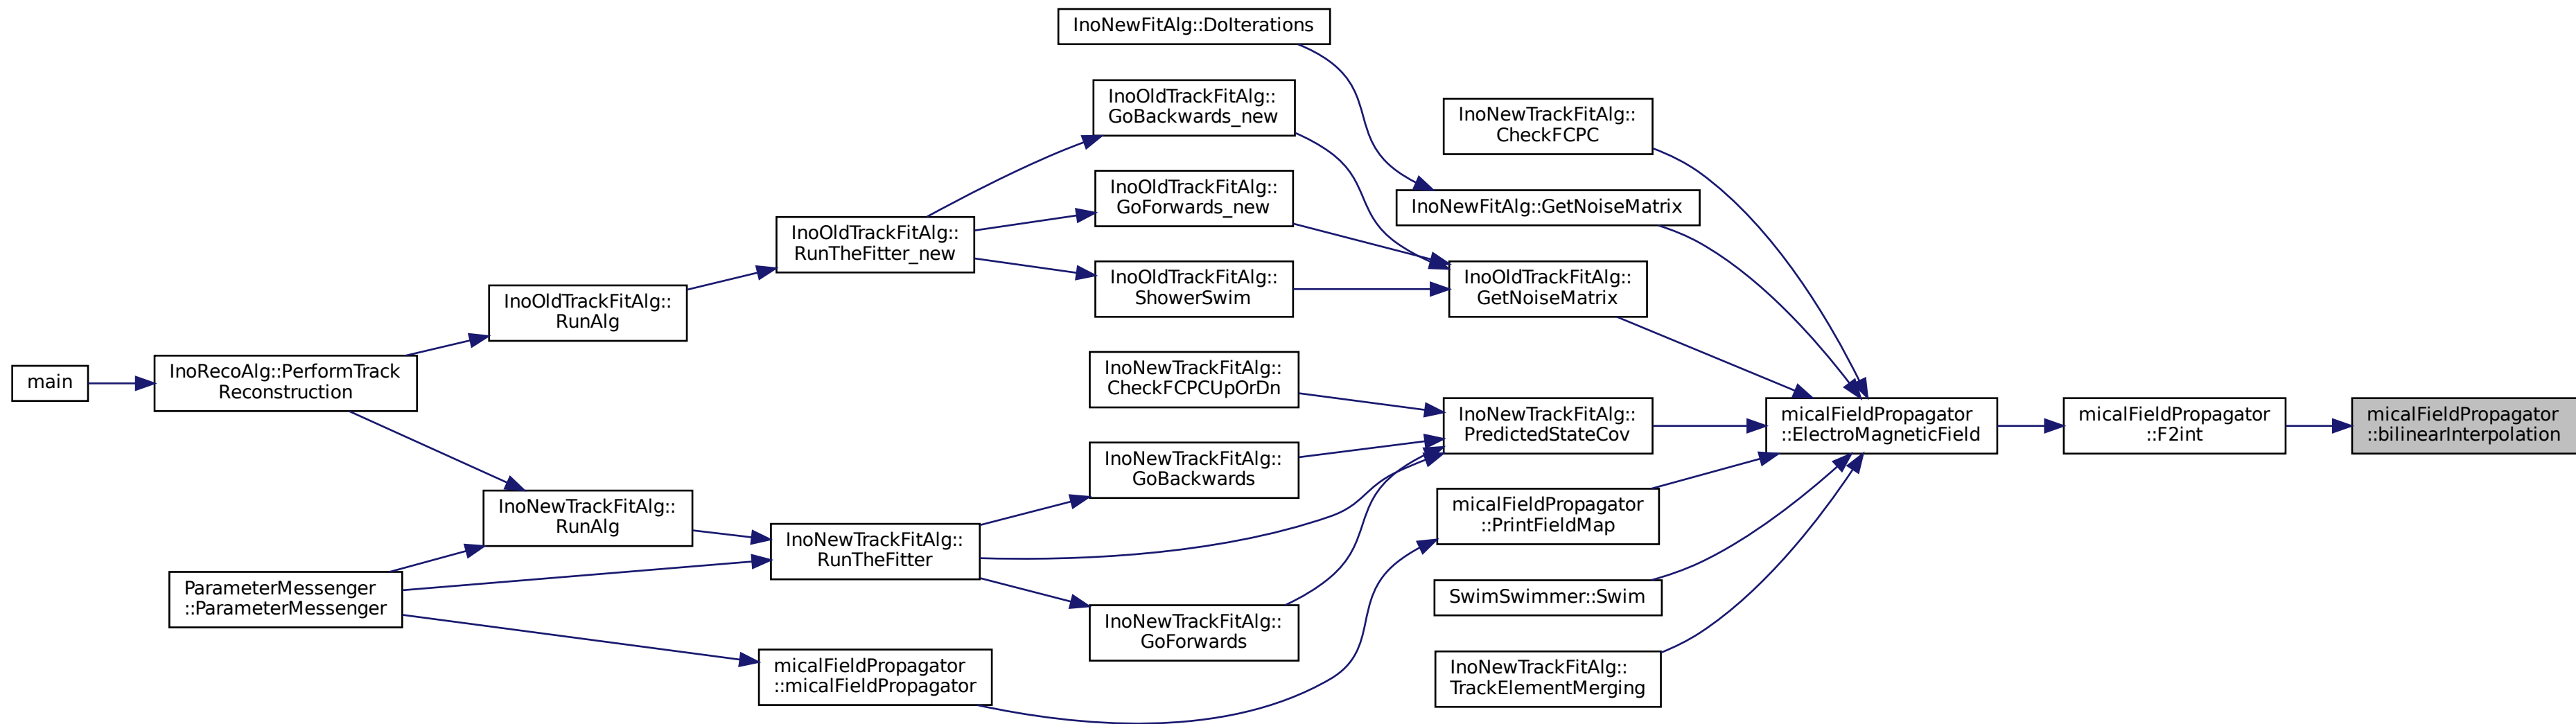 InoNewFitAlg::DoIterations
InoOldTrackFitAlg::
GoBackwards_new
InoNewTrackFitAlg::
CheckFCPC
InoOldTrackFitAlg::
GoForwards_new
InoNewFitAlg::GetNoiseMatrix
InoOldTrackFitAlg::
RunTheFitter_new
InoOldTrackFitAlg::
ShowerSwim
InoOldTrackFitAlg::
GetNoiseMatrix
InoOldTrackFitAlg::
RunAlg
main
InoRecoAlg::PerformTrack
Reconstruction
InoNewTrackFitAlg::
CheckFCPCUpOrDn
InoNewTrackFitAlg::
PredictedStateCov
micalFieldPropagator
::ElectroMagneticField
micalFieldPropagator
::F2int
micalFieldPropagator
::bilinearInterpolation
InoNewTrackFitAlg::
GoBackwards
InoNewTrackFitAlg::
RunAlg
micalFieldPropagator
::PrintFieldMap
InoNewTrackFitAlg::
RunTheFitter
ParameterMessenger
::ParameterMessenger
SwimSwimmer::Swim
InoNewTrackFitAlg::
GoForwards
micalFieldPropagator
::micalFieldPropagator
InoNewTrackFitAlg::
TrackElementMerging